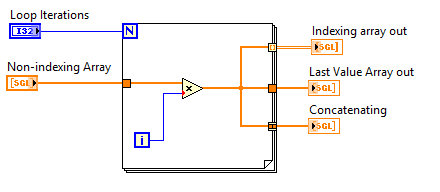 Loop Iterations
Indexing array out
I32
N
SGL
Non-indexing Array
Last Value Array out
SGL
x
SGL
Concatenating
i
SGL